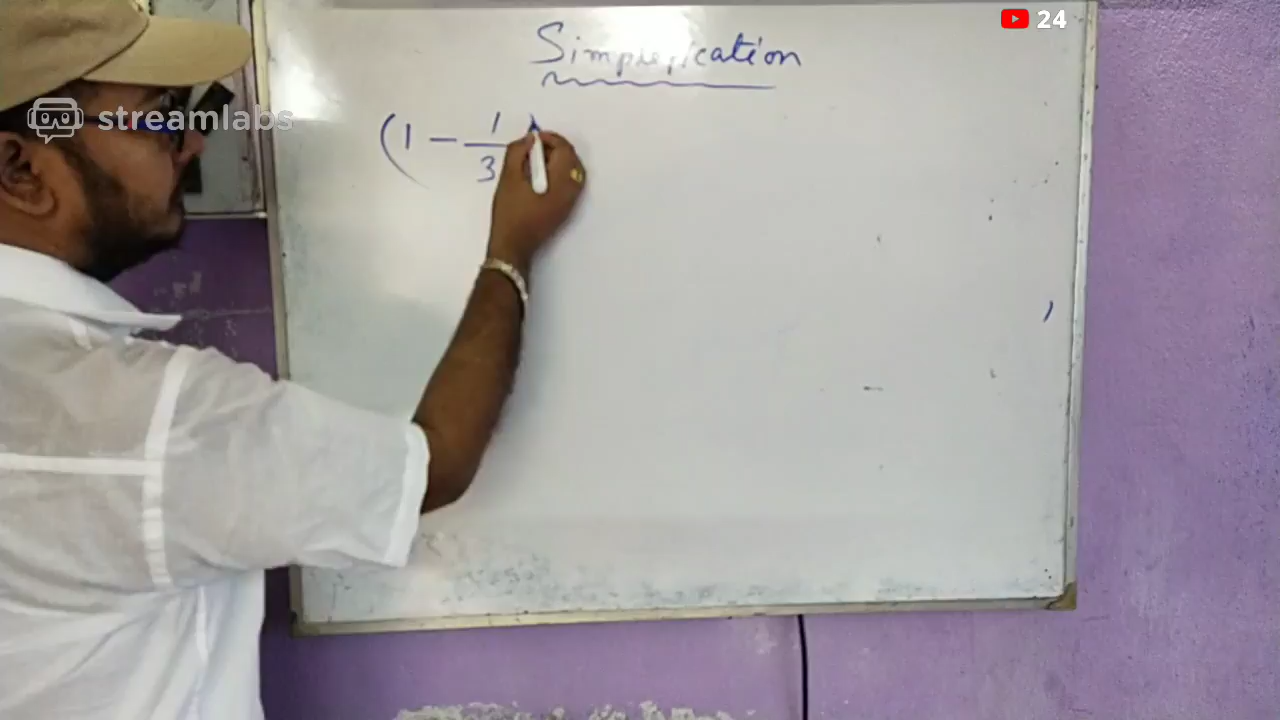 24
Simplification
(1 - 1/3)
streamlabs